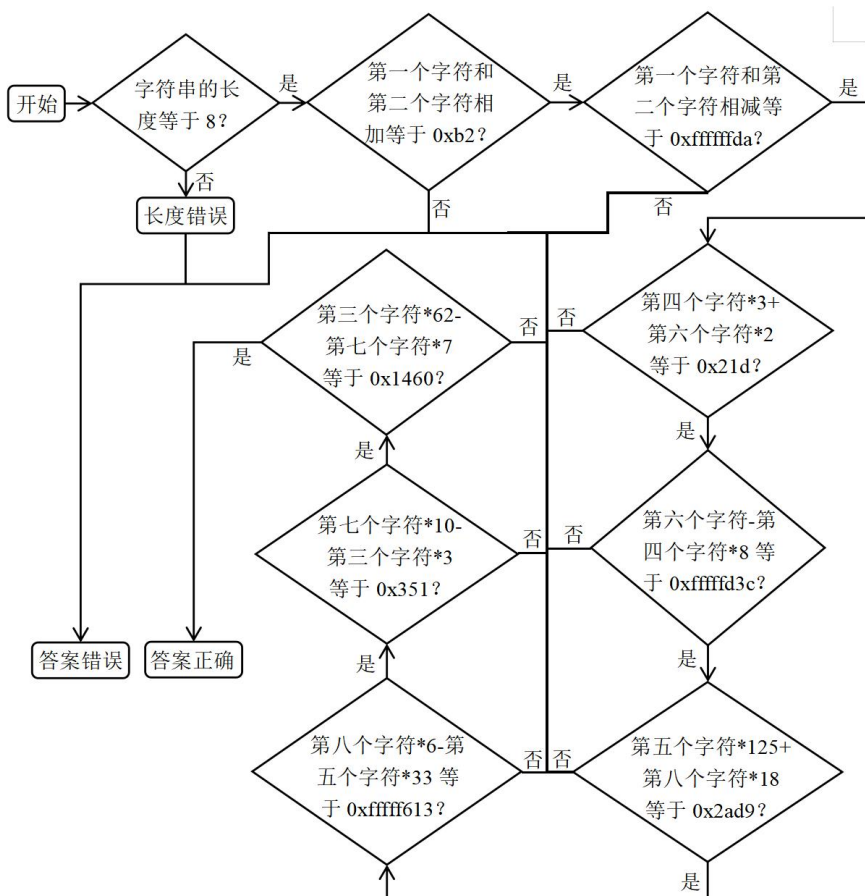 开始
字符串的长
度等于 8？
是
否
长度错误
第一个字符和
第二个字符相
加等于 0xb2？
是
否
第一个字符和第
二个字符相减等
于 0xffffffda？
是
否
第四个字符*3+
第六个字符*2
等于 0x21d？
否
是
第六个字符-第
四个字符*8 等
于 0xfffffd3c？
否
是
第五个字符*125+
第八个字符*18
等于 0x2ad9？
否
是
第八个字符*6-第
五个字符*33 等
于 0xfffff613？
否
是
第七个字符*10-
第三个字符*3
等于 0x351？
否
是
第三个字符*62-
第七个字符*7
等于 0x1460？
否
是
答案错误
答案正确